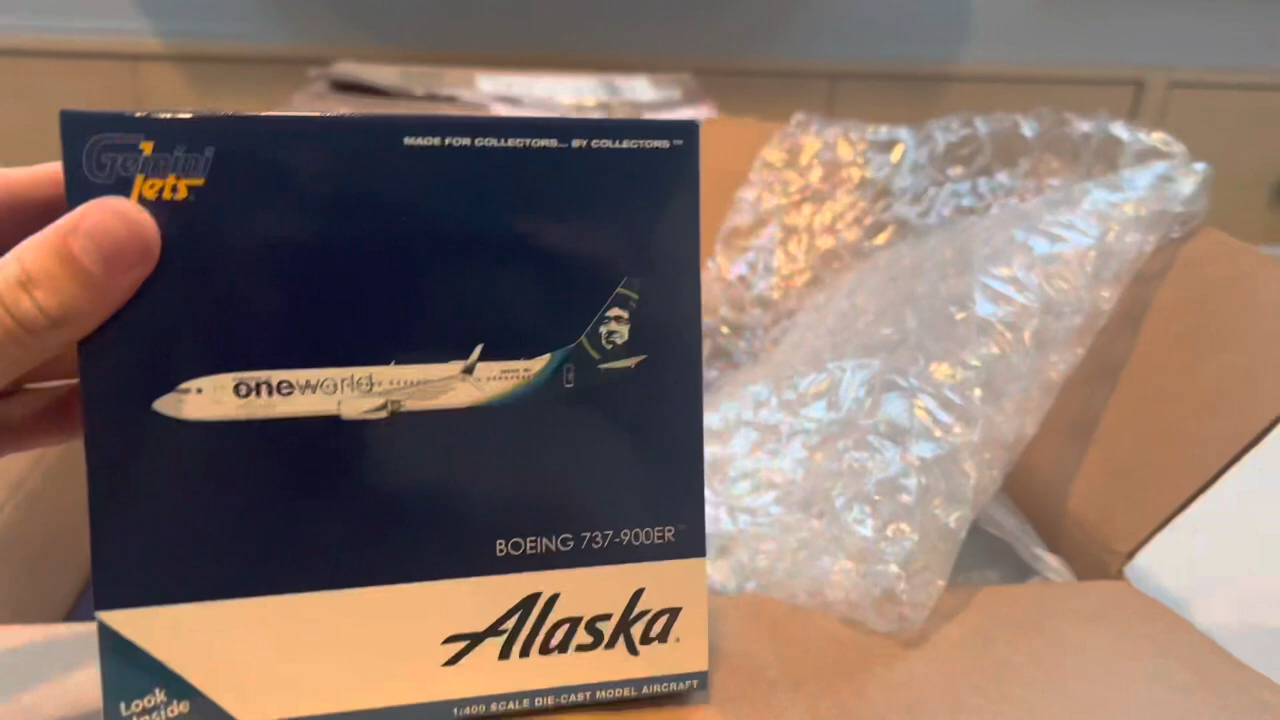 Gemini
Jets
MADE FOR COLLECTORS... BY COLLECTORS™
oneworld
BOEING 737-900ER™
Alaska
1:400 SCALE DIE-CAST MODEL AIRCRAFT
Look
Inside